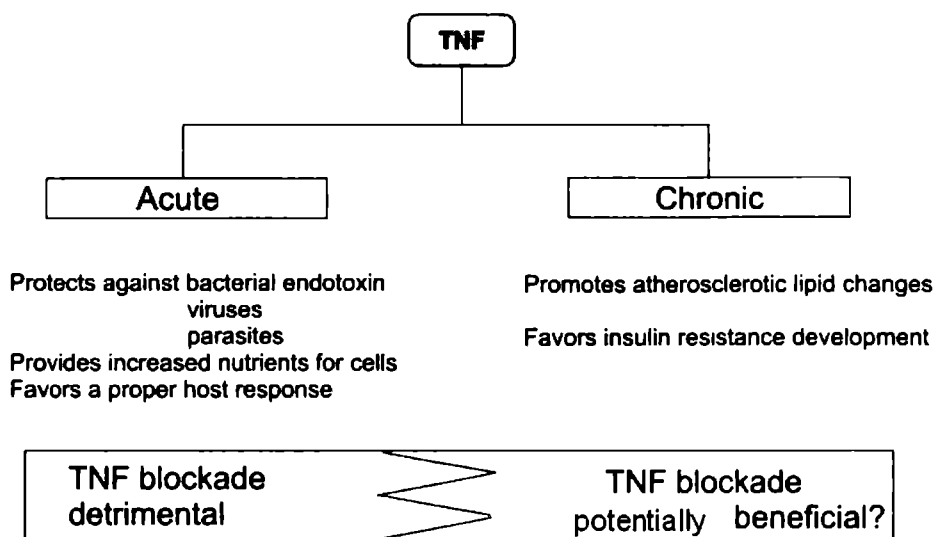 TNF
Acute
Chronic
Protects against bacterial endotoxin
viruses
parasites
Provides increased nutrients for cells
Favors a proper host response
Promotes atherosclerotic lipid changes
Favors insulin resistance development
TNF blockade
detrimental
TNF blockade
potentially beneficial?